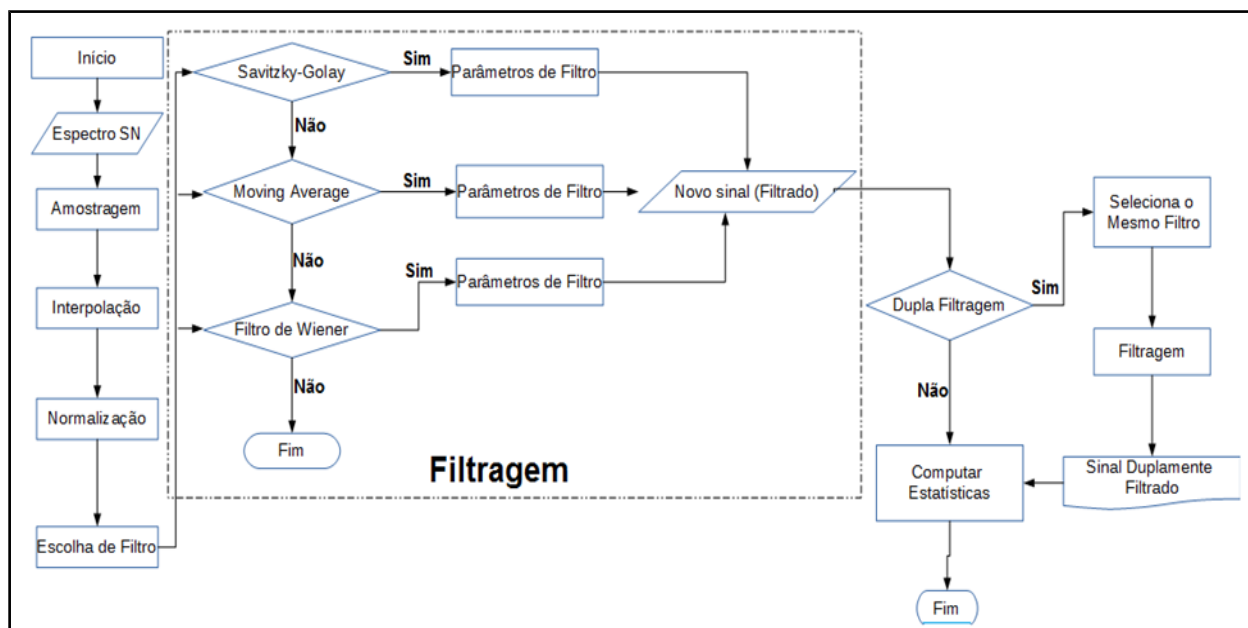 Início
Espectro SN
Amostragem
Interpolação
Normalização
Escolha de Filtro
Savitzky-Golay
Sim
Parâmetros de Filtro
Não
Moving Average
Sim
Parâmetros de Filtro
Não
Filtro de Wiener
Sim
Parâmetros de Filtro
Não
Fim
Filtragem
Novo sinal (Filtrado)
Dupla Filtragem
Sim
Seleciona o
Mesmo Filtro
Filtragem
Sinal Duplamente
Filtrado
Não
Computar
Estatísticas
Fim